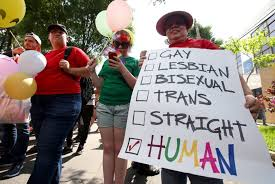 GAY
LESBIAN
BISEXUAL
TRANS
STRAIGHT
HUMAN